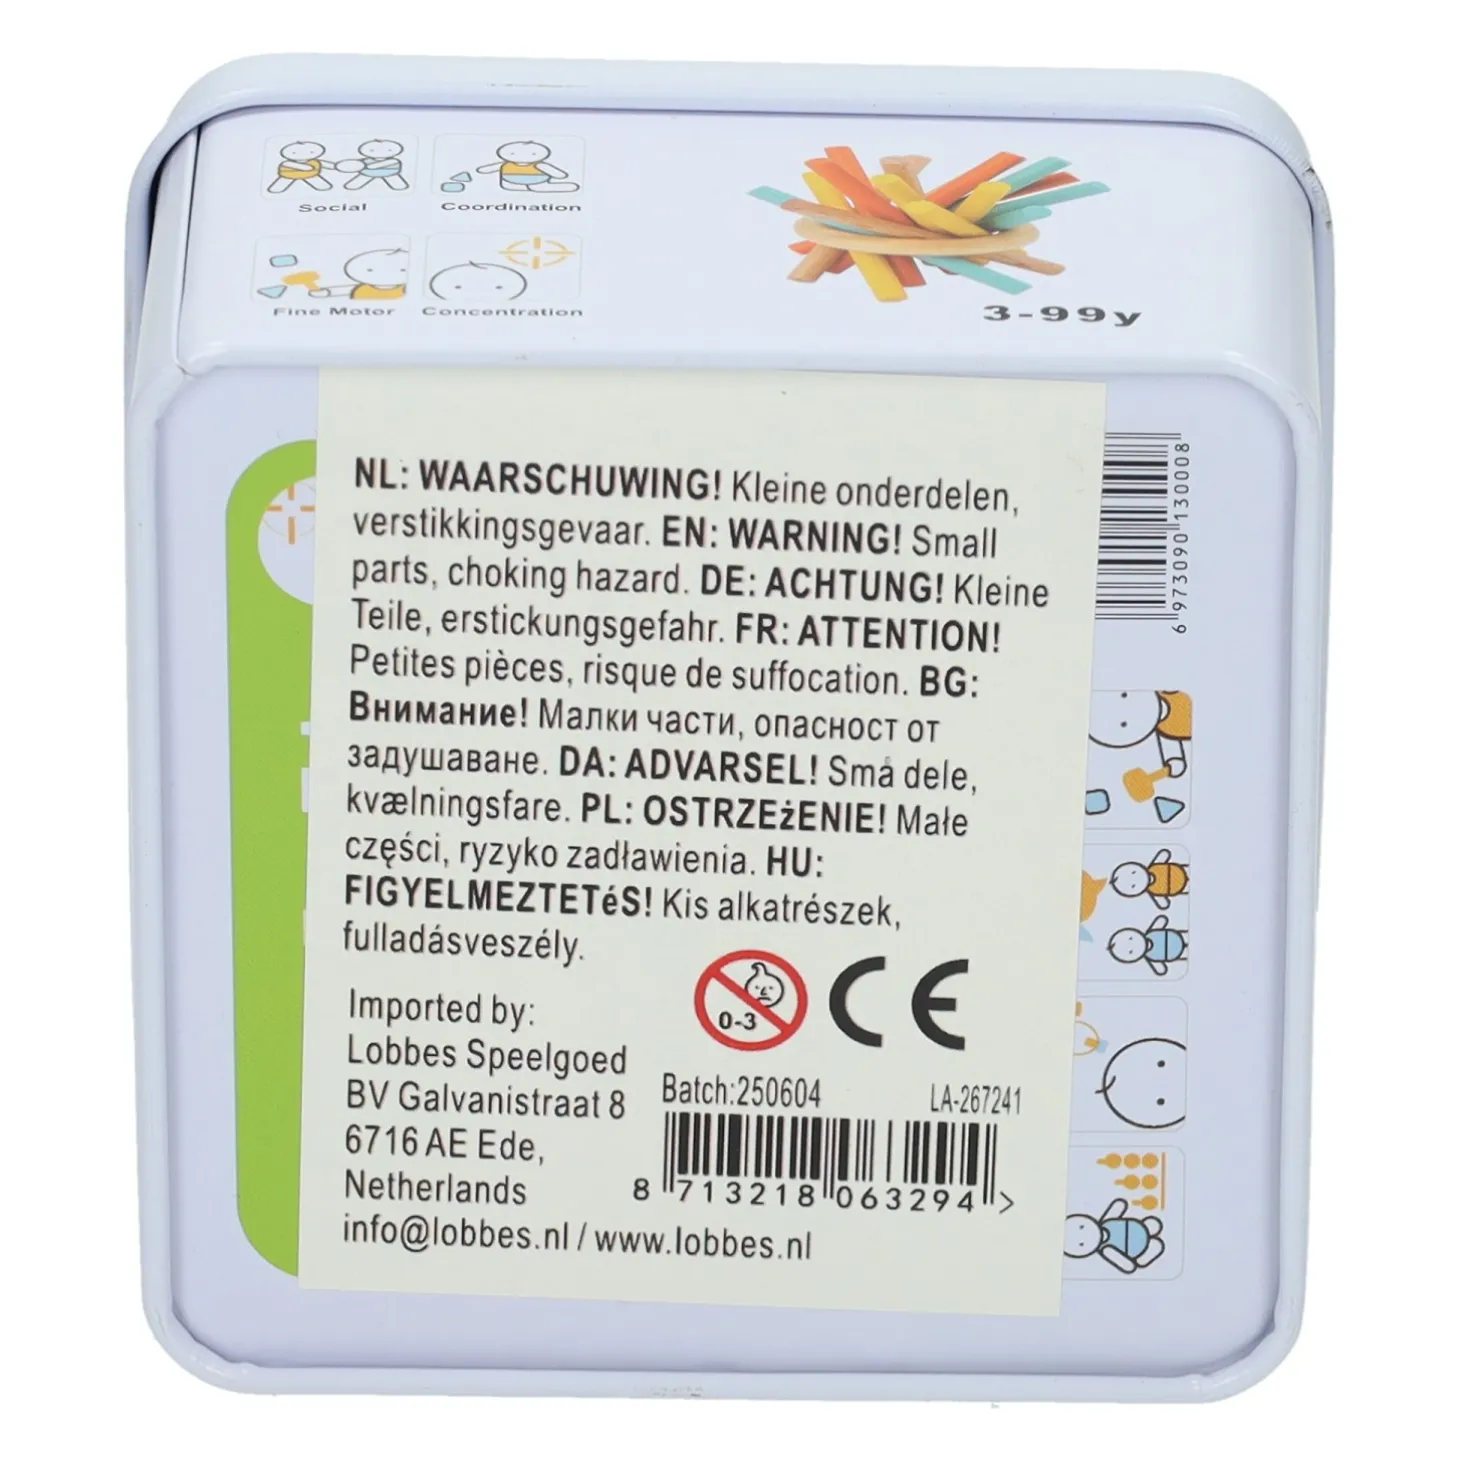 Social
Coordination
Fine Motor
Concentration
3-99y
NL: WAARSCHUWING! Kleine onderdelen,
verstikkingsgevaar. EN: WARNING! Small
parts, choking hazard. DE: ACHTUNG! Kleine
Teile, erstickungsgefahr. FR: ATTENTION!
Petites pièces, risque de suffocation. BG:
Внимание! Малки части, опасност от
задушаване. DA: ADVARSEL! Små dele,
kvælningsfare. PL: OSTRZEżENIE! Małe
części, ryzyko zadławienia. HU:
FIGYELMEZTETéS! Kis alkatrészek,
fulladásveszély.
0-3
CE
Imported by:
Lobbes Speelgoed
BV Galvanistraat 8
6716 AE Ede,
Netherlands
info@lobbes.nl / www.lobbes.nl
Batch:250604
LA-267241
8 713218 063294 >
6 973090 130008